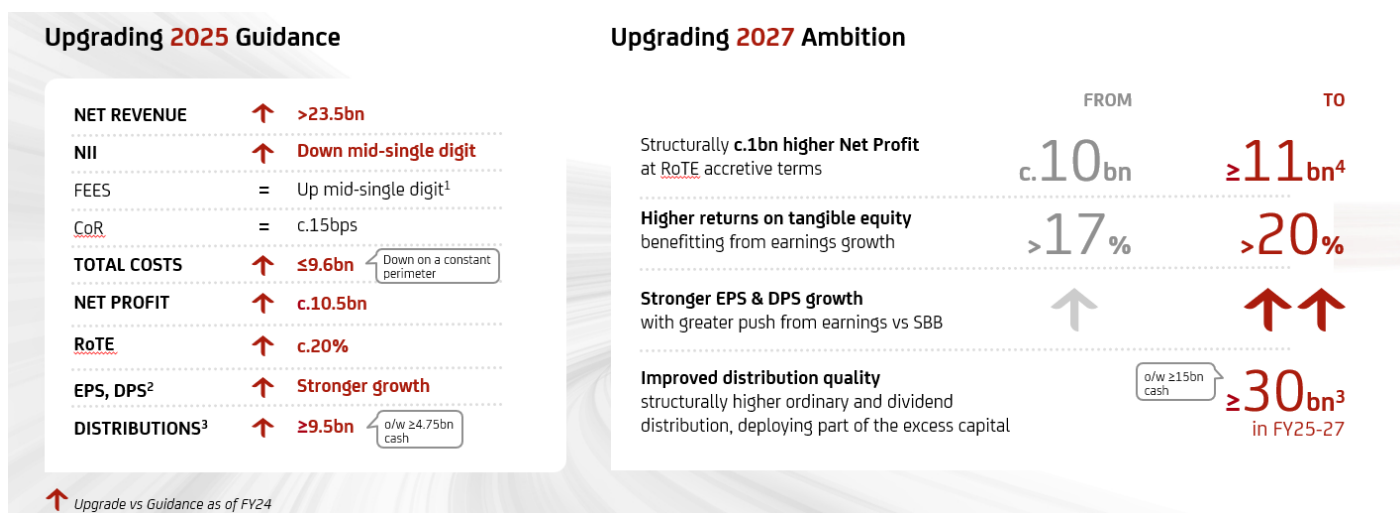 Upgrading 2025 Guidance
NET REVENUE ↑ >23.5bn
NII ↑ Down mid-single digit
FEES = Up mid-single digit¹
CoR = c.15bps
TOTAL COSTS ↑ ≤9.6bn
Down on a constant
perimeter
NET PROFIT ↑ c.10.5bn
RoTE ↑ c.20%
EPS, DPS² ↑ Stronger growth
DISTRIBUTIONS³ ↑ ≥9.5bn
o/w ≥4.75bn
cash
↑ Upgrade vs Guidance as of FY24
Upgrading 2027 Ambition
FROM TO
Structurally c.1bn higher Net Profit
at RoTE accretive terms
c.10bn ≥11bn⁴
Higher returns on tangible equity
benefitting from earnings growth
>17% >20%
Stronger EPS & DPS growth
with greater push from earnings vs SBB
↑ ↑↑
Improved distribution quality
structurally higher ordinary and dividend
distribution, deploying part of the excess capital
o/w ≥15bn
cash
≥30bn³
in FY25-27